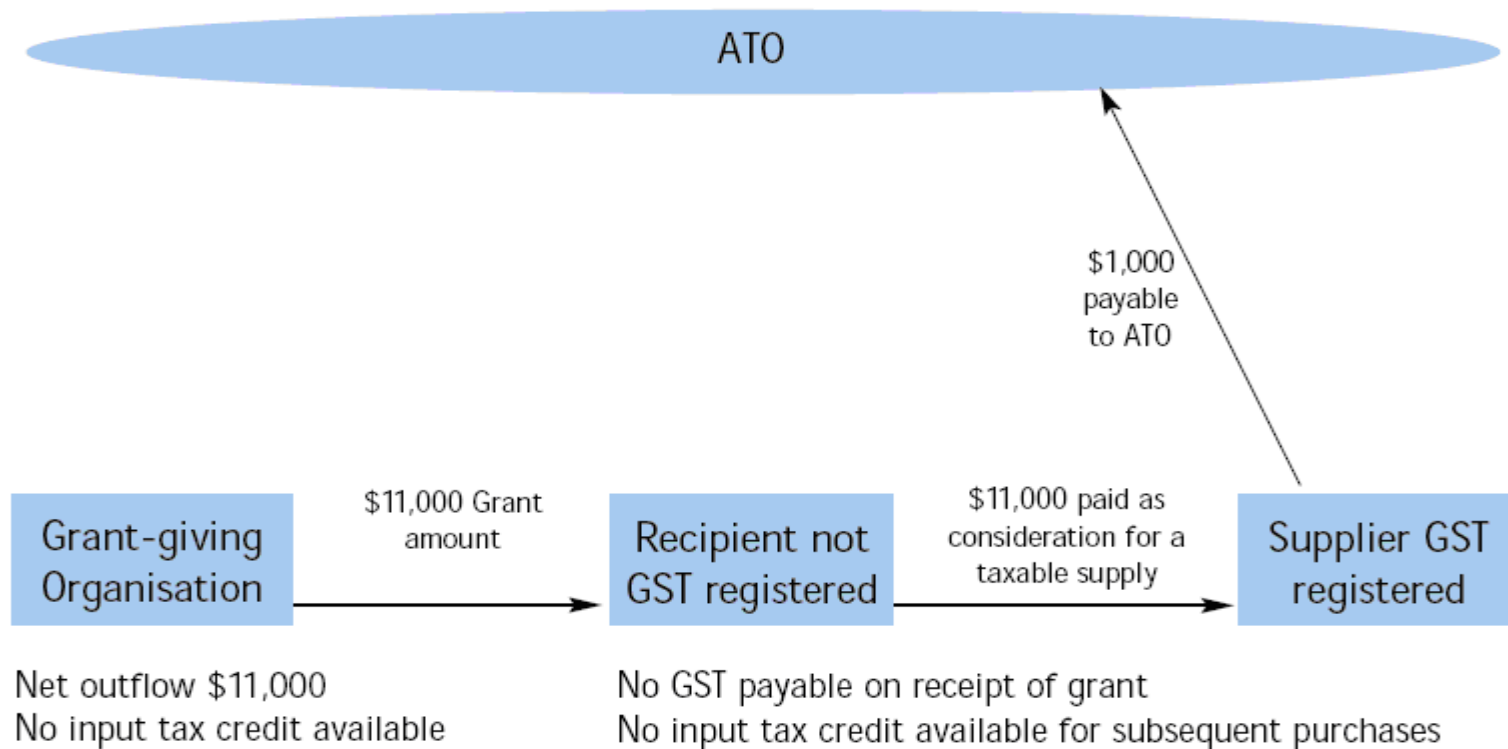 ATO
$1,000
payable
to ATO
Grant-giving
Organisation
$11,000 Grant
amount
Recipient not
GST registered
$11,000 paid as
consideration for a
taxable supply
Supplier GST
registered
Net outflow $11,000
No input tax credit available
No GST payable on receipt of grant
No input tax credit available for subsequent purchases